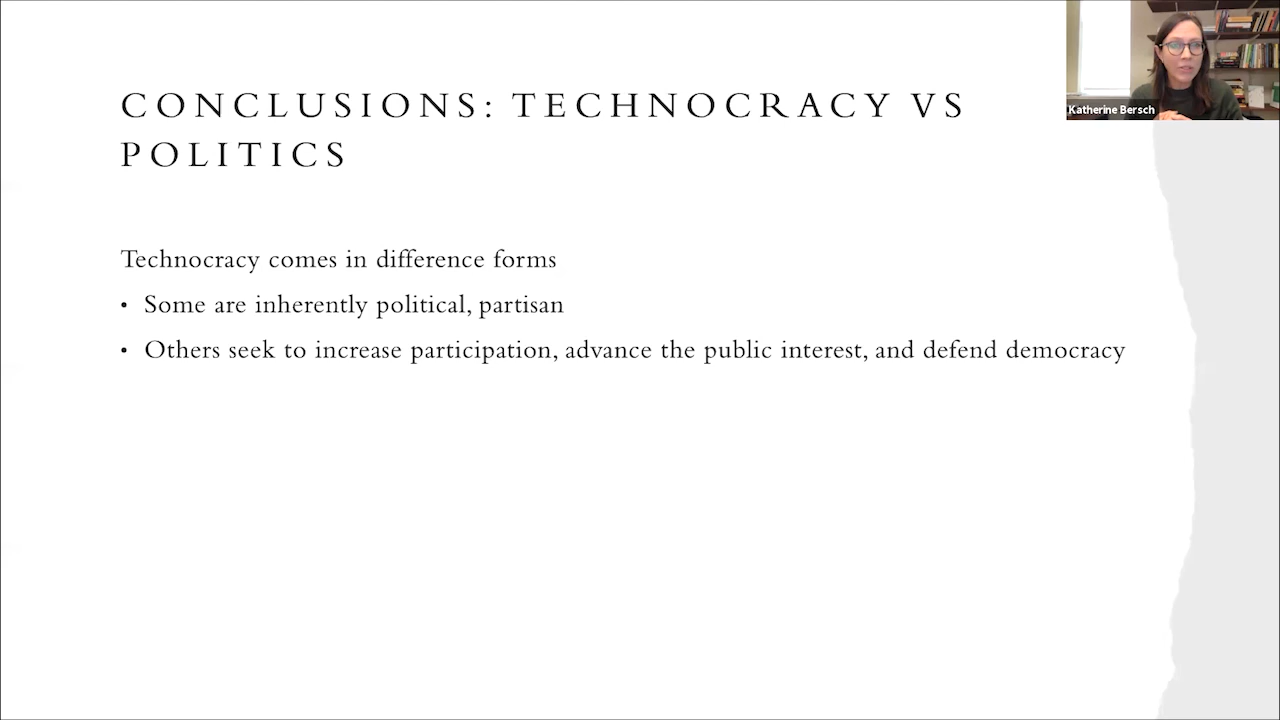 CONCLUSIONS: TECHNOCRACY VS
POLITICS
Technocracy comes in difference forms
• Some are inherently political, partisan
• Others seek to increase participation, advance the public interest, and defend democracy
Katherine Bersch